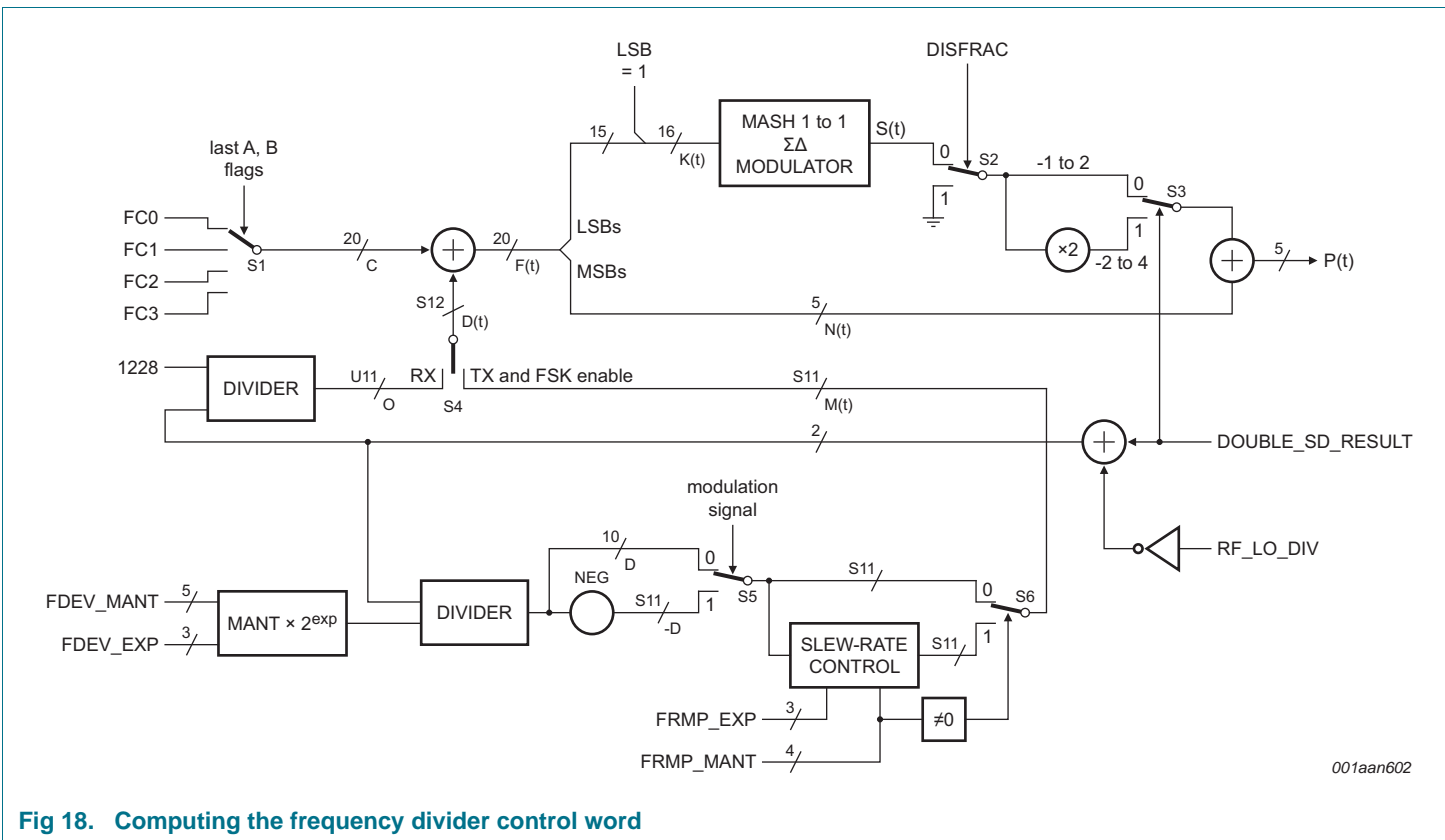 LSB
= 1
DISFRAC
last A, B
flags
15
16
K(t)
MASH 1 to 1
ΣΔ
MODULATOR
S(t)
0
S2
1
-1 to 2
0
S3
1
×2
-2 to 4
FC0
FC1
FC2
FC3
S1
20
C
+
20
F(t)
LSBs
MSBs
+
5
P(t)
S12
D(t)
5
N(t)
1228
DIVIDER
U11
O
RX
TX and FSK enable
S4
S11
M(t)
2
+
DOUBLE_SD_RESULT
modulation
signal
RF_LO_DIV
10
D
0
S5
1
NEG
S11
-D
S11
0
S6
1
FDEV_MANT
5
FDEV_EXP
3
MANT × 2exp
DIVIDER
SLEW-RATE
CONTROL
S11
FRMP_EXP
3
≠0
FRMP_MANT
4
001aan602
Fig 18. Computing the frequency divider control word